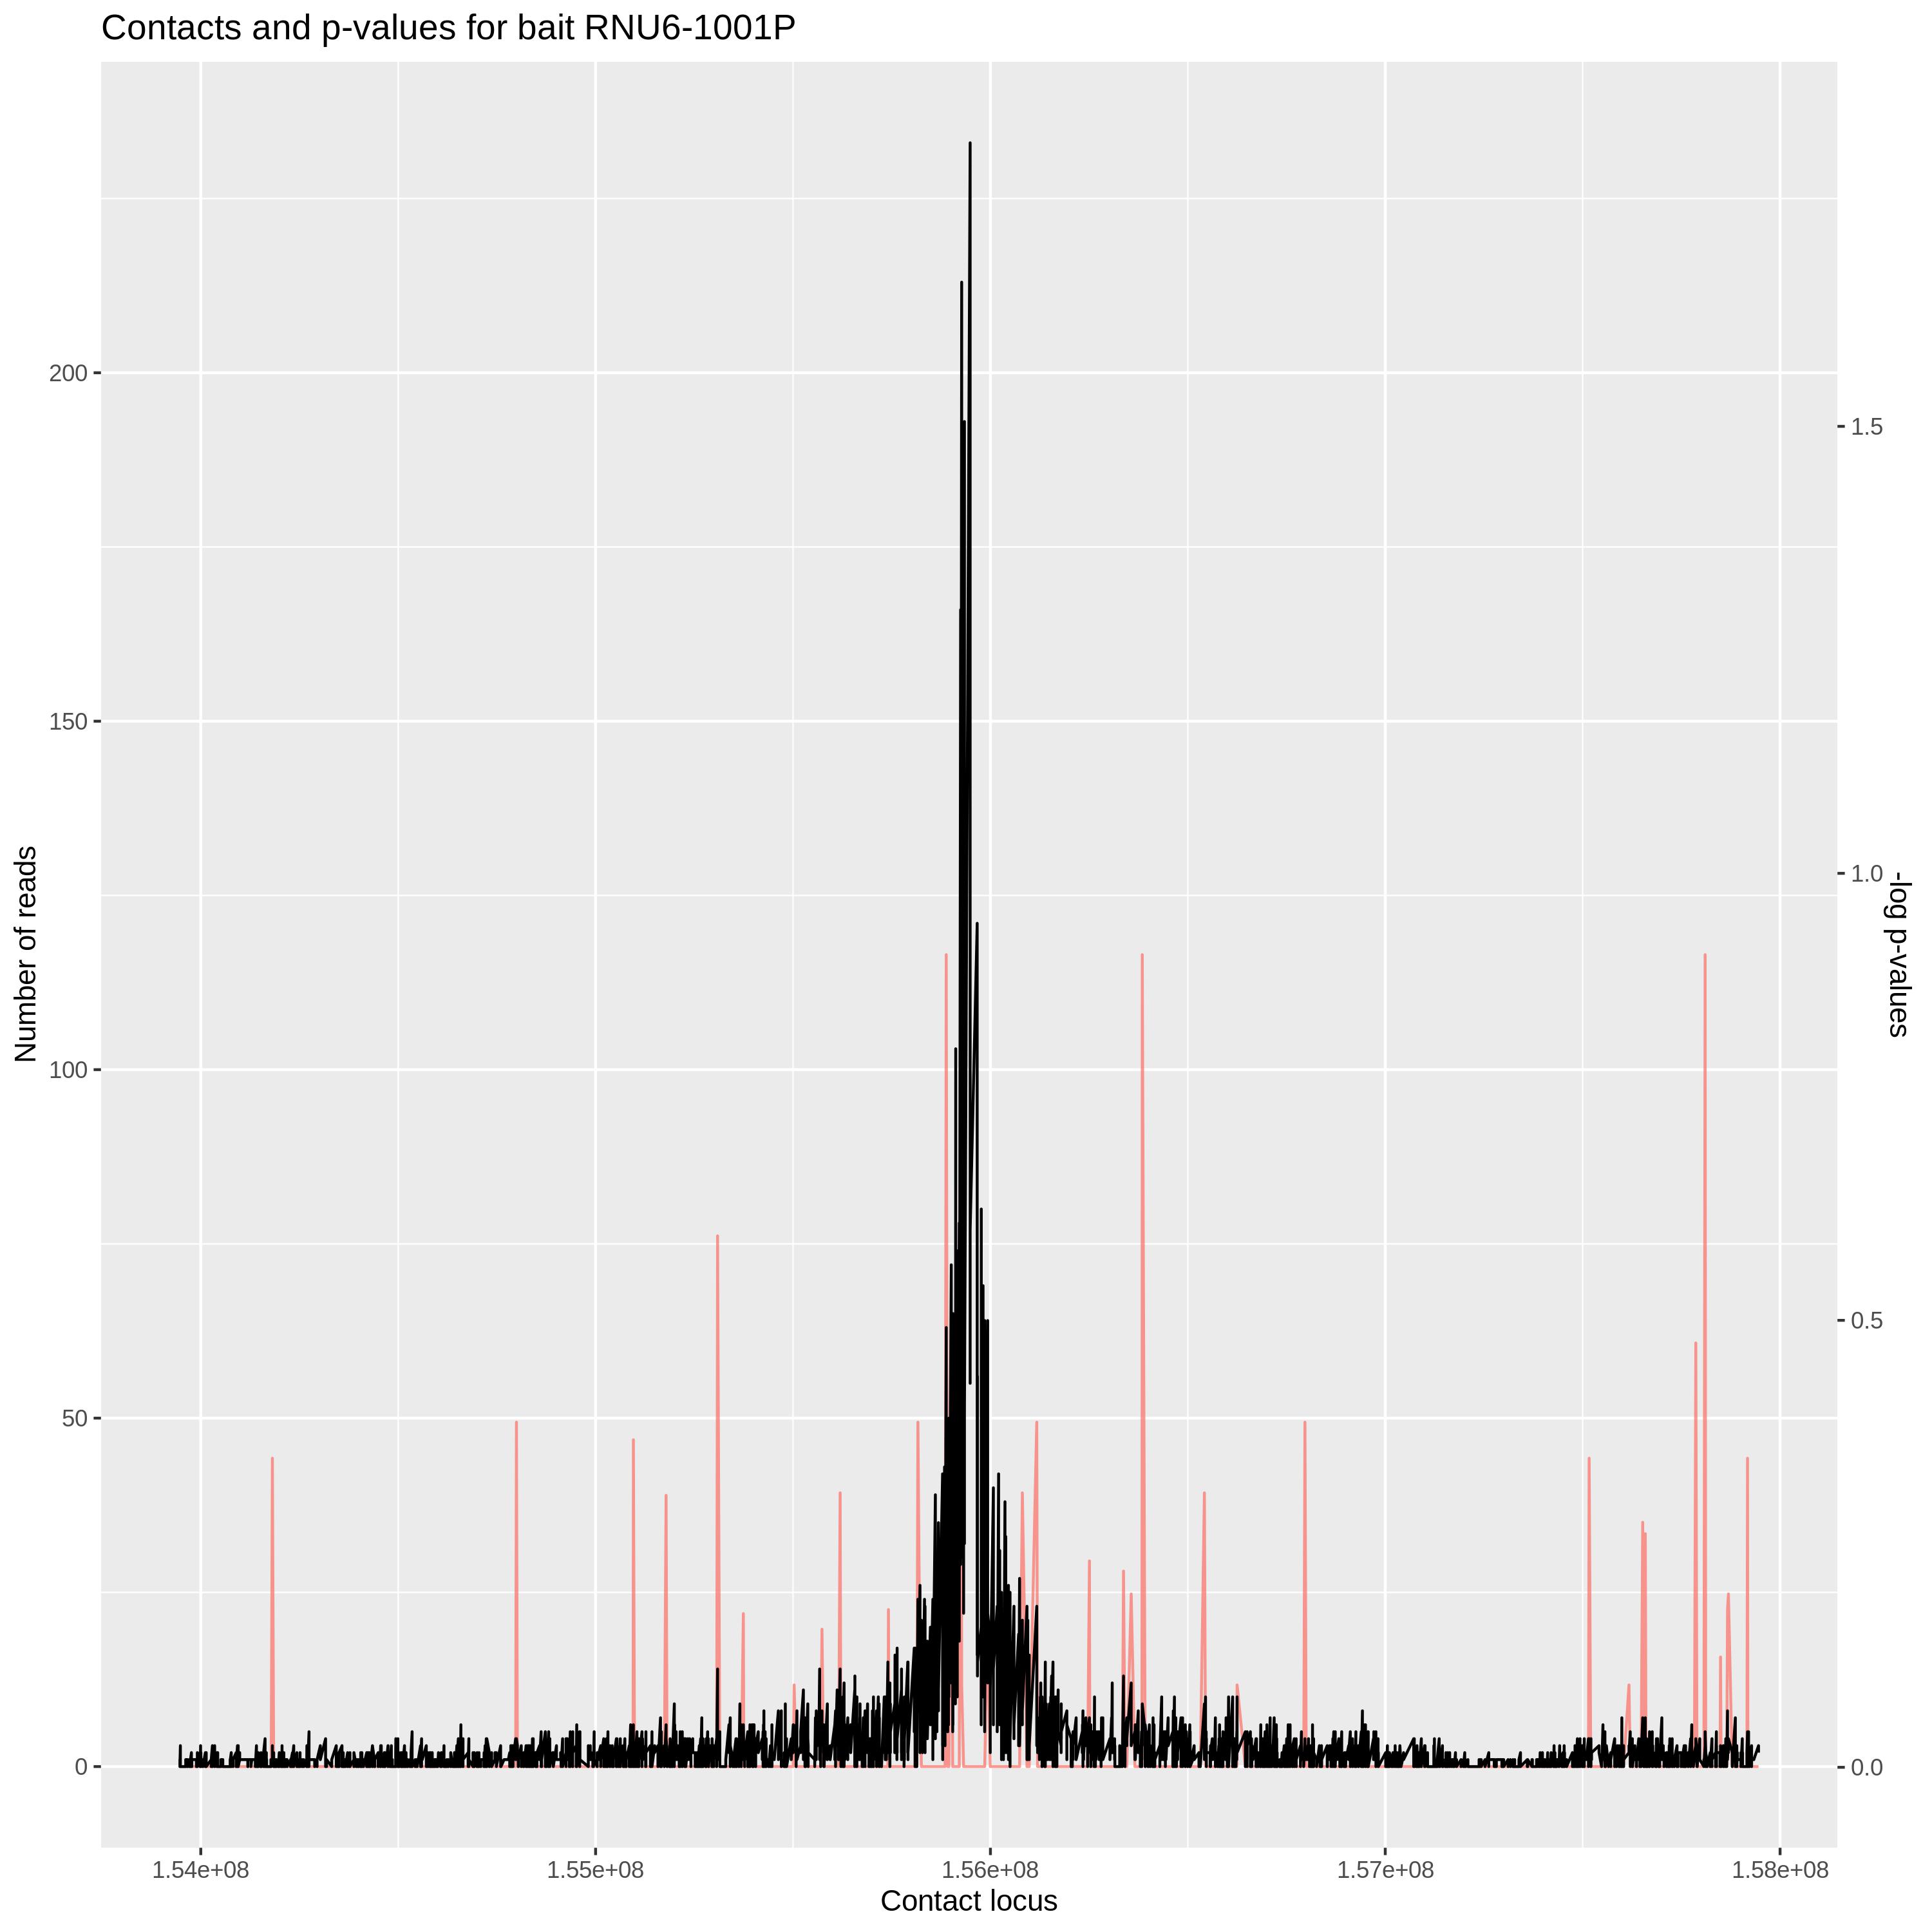 Contacts and p-values for bait RNU6-1001P
Number of reads
200
150
100
50
0
1.5
1.0
0.5
0.0
-log p-values
1.54e+08
1.55e+08
1.56e+08
1.57e+08
1.58e+08
Contact locus